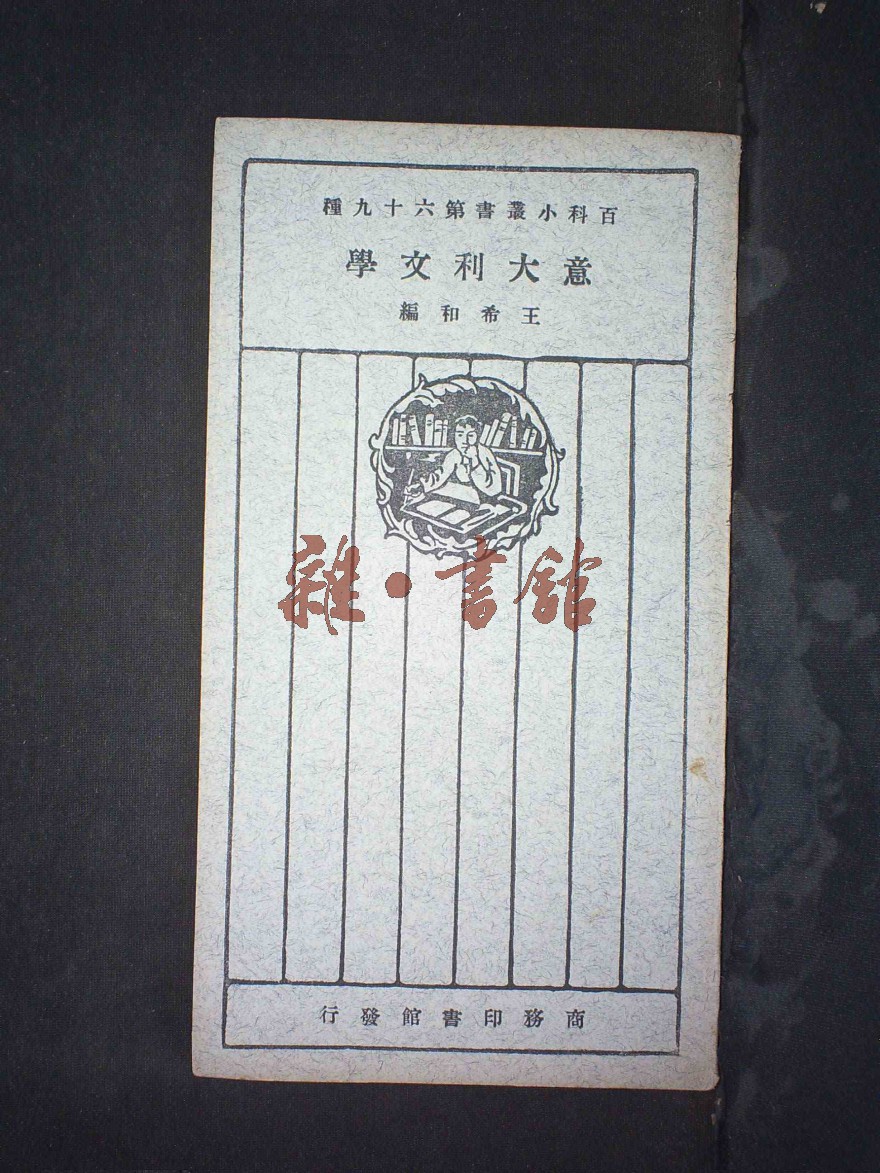 百科小叢書第六十九種
意大利文學
王希和編
雜·書館
商務印書館發行